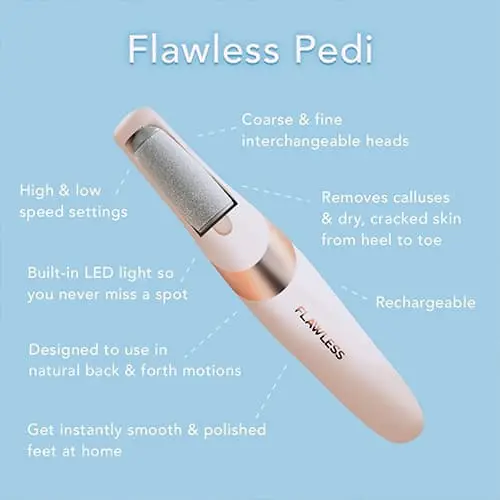 Flawless Pedi
Coarse & fine
interchangeable heads
High & low
speed settings
Removes calluses
& dry, cracked skin
from heel to toe
Built-in LED light so
you never miss a spot
Rechargeable
FLAWLESS
Designed to use in
natural back & forth motions
Get instantly smooth & polished
feet at home